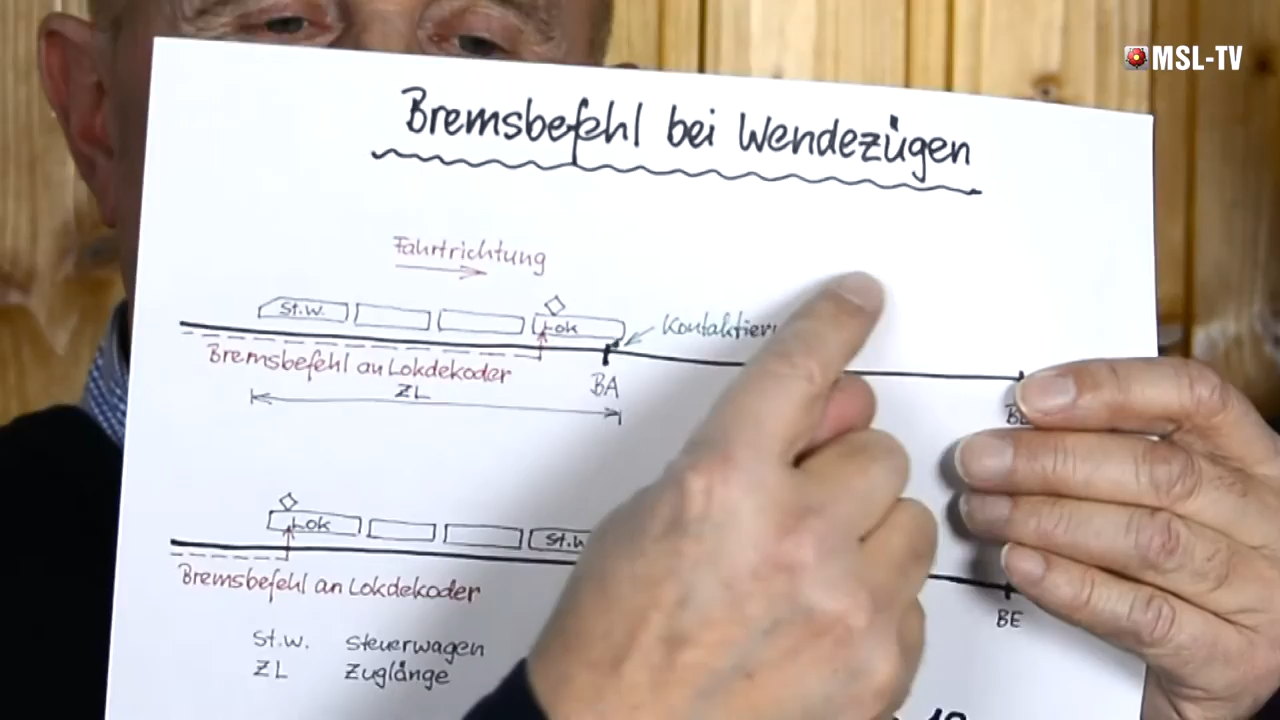 MSL-TV
Bremsbefehl bei Wendezügen
Fahrtrichtung
St.W. Lok
Bremsbefehl an Lokdekoder
BA
ZL
Lok
Bremsbefehl an Lokdekoder
BE
St.W. Steuerwagen
ZL Zuglänge